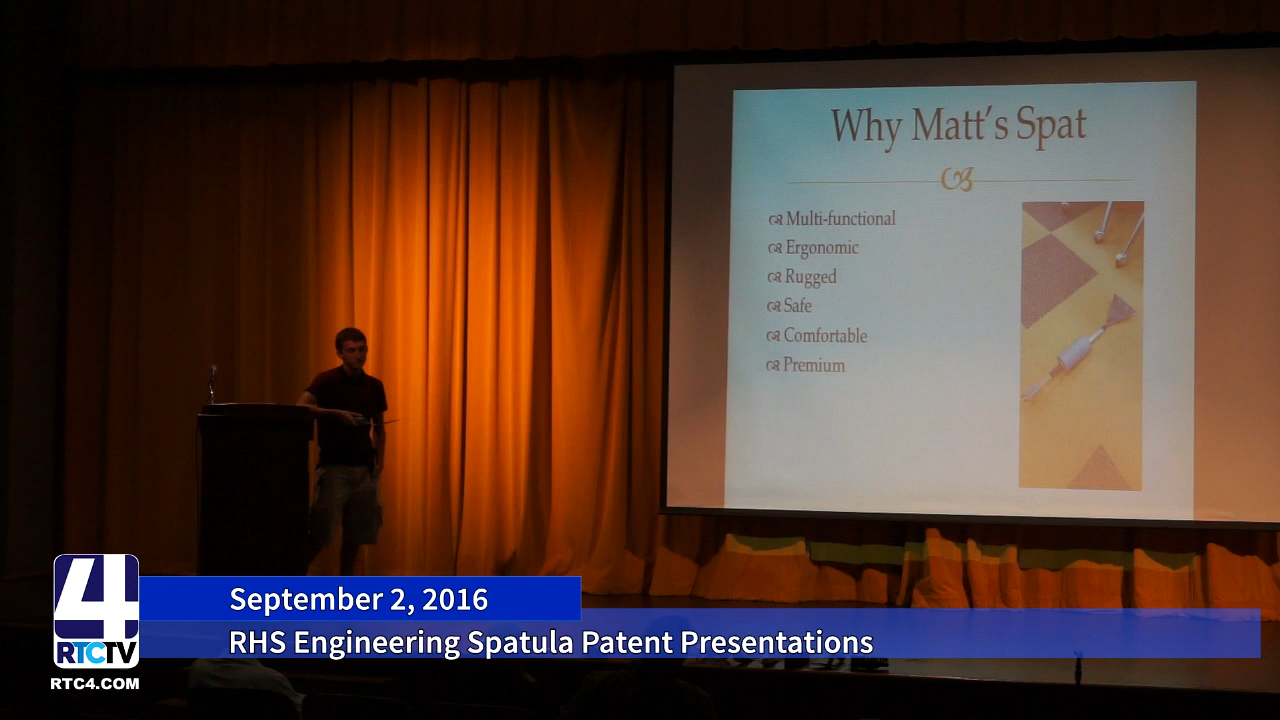 Why Matt's Spat
Multi-functional
Ergonomic
Rugged
Safe
Comfortable
Premium
September 2, 2016
RHS Engineering Spatula Patent Presentations
4
RTCTV
RTC4.COM